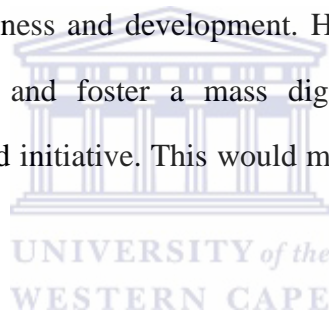 ness and development. H
and foster a mass dig
d initiative. This would m
UNIVERSITY of the
WESTERN CAPE